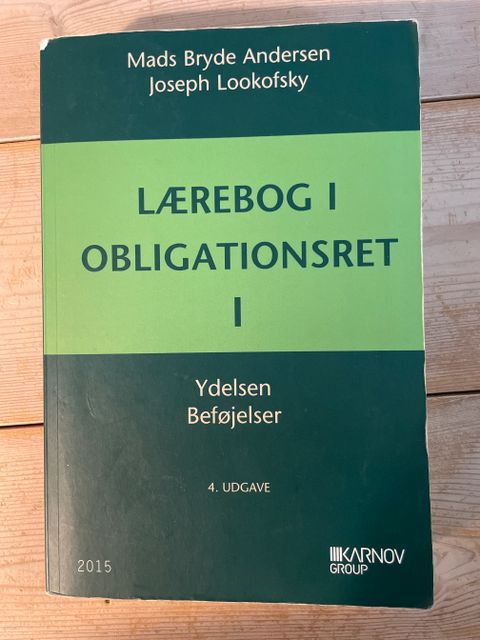 Mads Bryde Andersen
Joseph Lookofsky
LÆREBOG I
OBLIGATIONSRET
I
Ydelsen
Beføjelser
4. UDGAVE
2015
KARNOV
GROUP